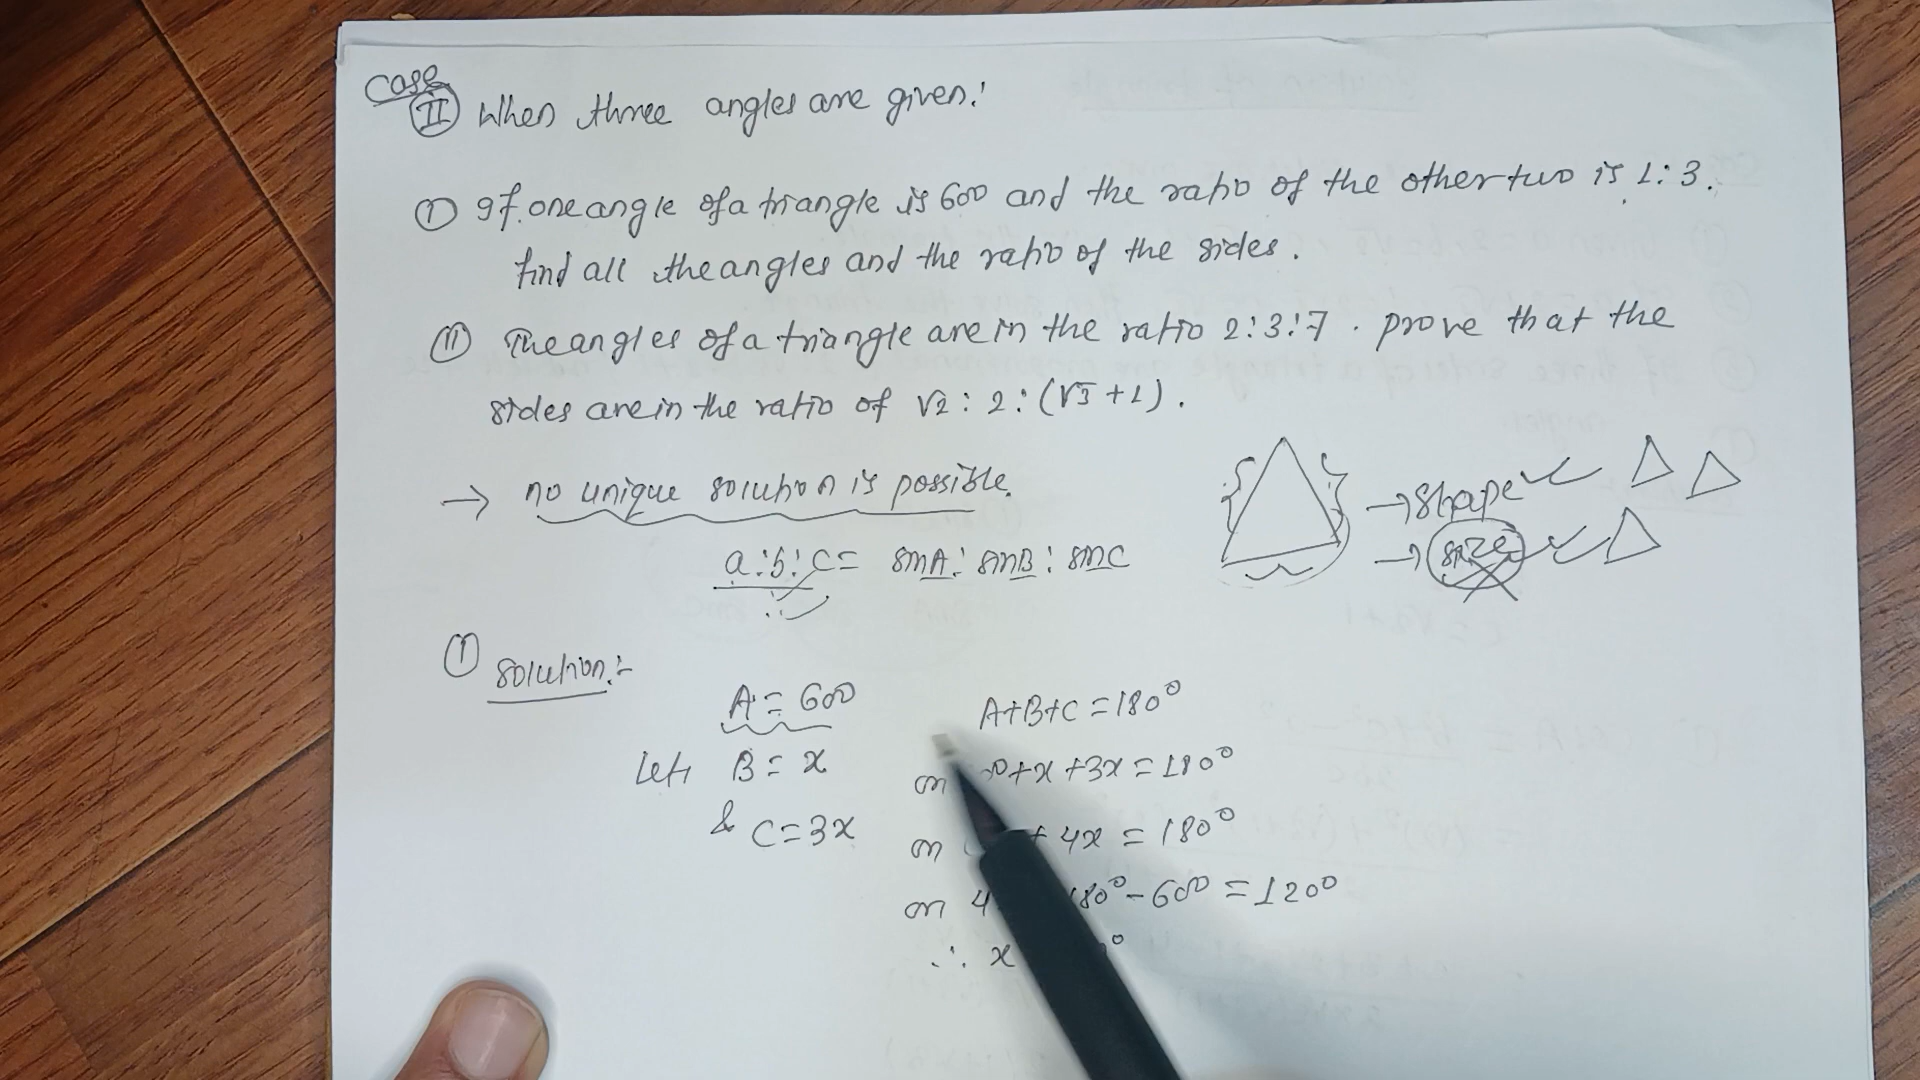 Case
II When three angles are given:
I If one angle of a triangle is 60° and the ratio of the other two is 1:3.
find all the angles and the ratio of the sides.
II The angles of a triangle are in the ratio 2:3:7. prove that the
sides are in the ratio of √2 : 2 : (√3+1).
→ no unique solution is possible.
→ shape
→ size
a:b:c = sinA : sinB : sinC
I solution:-
A = 60°
A+B+C = 180°
Let, B = x
or +x+3x = 180°
& C = 3x
or + 4x = 180°
or 4 180° - 60° = 120°
∴ x